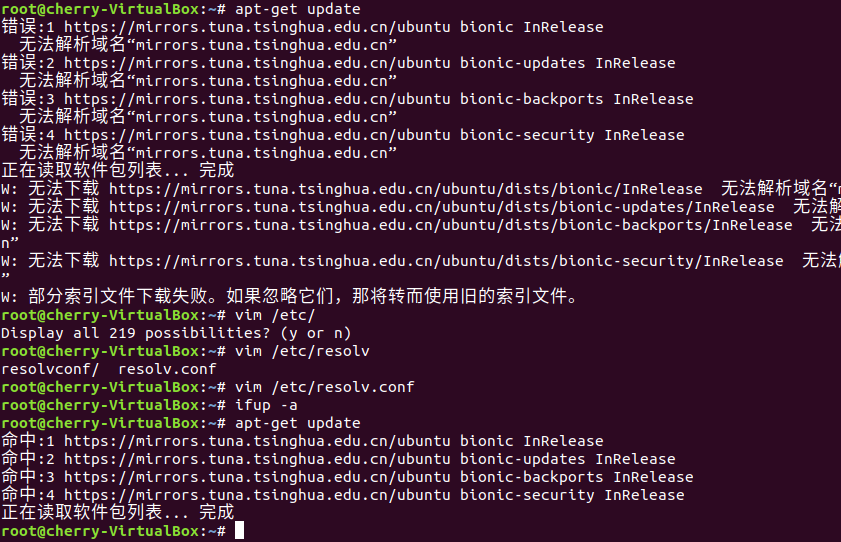 root@cherry-VirtualBox:~# apt-get update
错误:1 https://mirrors.tuna.tsinghua.edu.cn/ubuntu bionic InRelease
  无法解析域名“mirrors.tuna.tsinghua.edu.cn”
错误:2 https://mirrors.tuna.tsinghua.edu.cn/ubuntu bionic-updates InRelease
  无法解析域名“mirrors.tuna.tsinghua.edu.cn”
错误:3 https://mirrors.tuna.tsinghua.edu.cn/ubuntu bionic-backports InRelease
  无法解析域名“mirrors.tuna.tsinghua.edu.cn”
错误:4 https://mirrors.tuna.tsinghua.edu.cn/ubuntu bionic-security InRelease
  无法解析域名“mirrors.tuna.tsinghua.edu.cn”
正在读取软件包列表... 完成
W: 无法下载 https://mirrors.tuna.tsinghua.edu.cn/ubuntu/dists/bionic/InRelease  无法解析域名“
W: 无法下载 https://mirrors.tuna.tsinghua.edu.cn/ubuntu/dists/bionic-updates/InRelease  无法解
W: 无法下载 https://mirrors.tuna.tsinghua.edu.cn/ubuntu/dists/bionic-backports/InRelease  无法
n”
W: 无法下载 https://mirrors.tuna.tsinghua.edu.cn/ubuntu/dists/bionic-security/InRelease  无法
”
W: 部分索引文件下载失败。如果忽略它们，那将转而使用旧的索引文件。
root@cherry-VirtualBox:~# vim /etc/
Display all 219 possibilities? (y or n)
root@cherry-VirtualBox:~# vim /etc/resolv
resolvconf/  resolv.conf
root@cherry-VirtualBox:~# vim /etc/resolv.conf
root@cherry-VirtualBox:~# ifup -a
root@cherry-VirtualBox:~# apt-get update
命中:1 https://mirrors.tuna.tsinghua.edu.cn/ubuntu bionic InRelease
命中:2 https://mirrors.tuna.tsinghua.edu.cn/ubuntu bionic-updates InRelease
命中:3 https://mirrors.tuna.tsinghua.edu.cn/ubuntu bionic-backports InRelease
命中:4 https://mirrors.tuna.tsinghua.edu.cn/ubuntu bionic-security InRelease
正在读取软件包列表... 完成
root@cherry-VirtualBox:~#